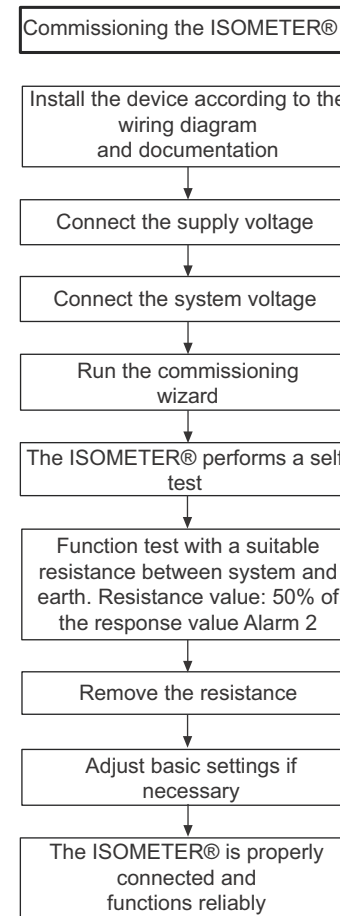 Commissioning the ISOMETER®
Install the device according to the
wiring diagram
and documentation
Connect the supply voltage
Connect the system voltage
Run the commissioning
wizard
The ISOMETER® performs a self
test
Function test with a suitable
resistance between system and
earth. Resistance value: 50% of
the response value Alarm 2
Remove the resistance
Adjust basic settings if
necessary
The ISOMETER® is properly
connected and
functions reliably